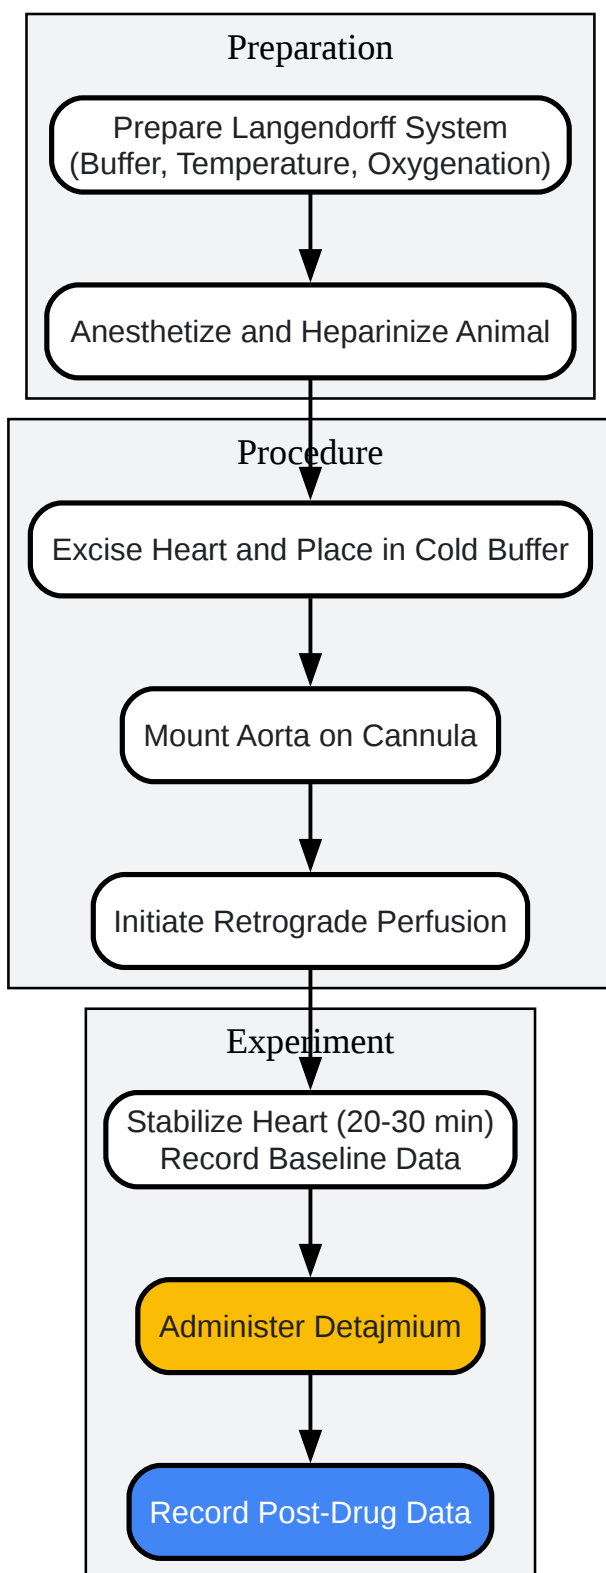 Preparation
Prepare Langendorff System
(Buffer, Temperature, Oxygenation)
Anesthetize and Heparinize Animal
Procedure
Excise Heart and Place in Cold Buffer
Mount Aorta on Cannula
Initiate Retrograde Perfusion
Experiment
Stabilize Heart (20-30 min)
Record Baseline Data
Administer Detajmium
Record Post-Drug Data